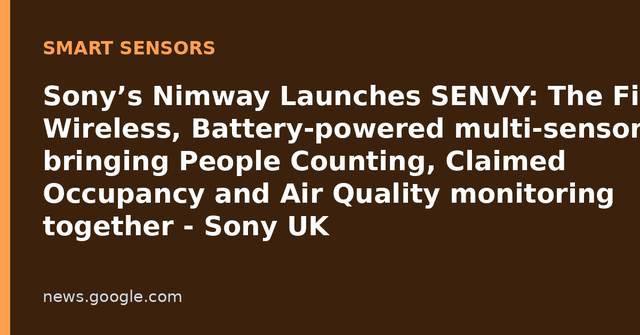 SMART SENSORS
Sony’s Nimway Launches SENVY: The Fi
Wireless, Battery-powered multi-sensor
bringing People Counting, Claimed
Occupancy and Air Quality monitoring
together - Sony UK
news.google.com